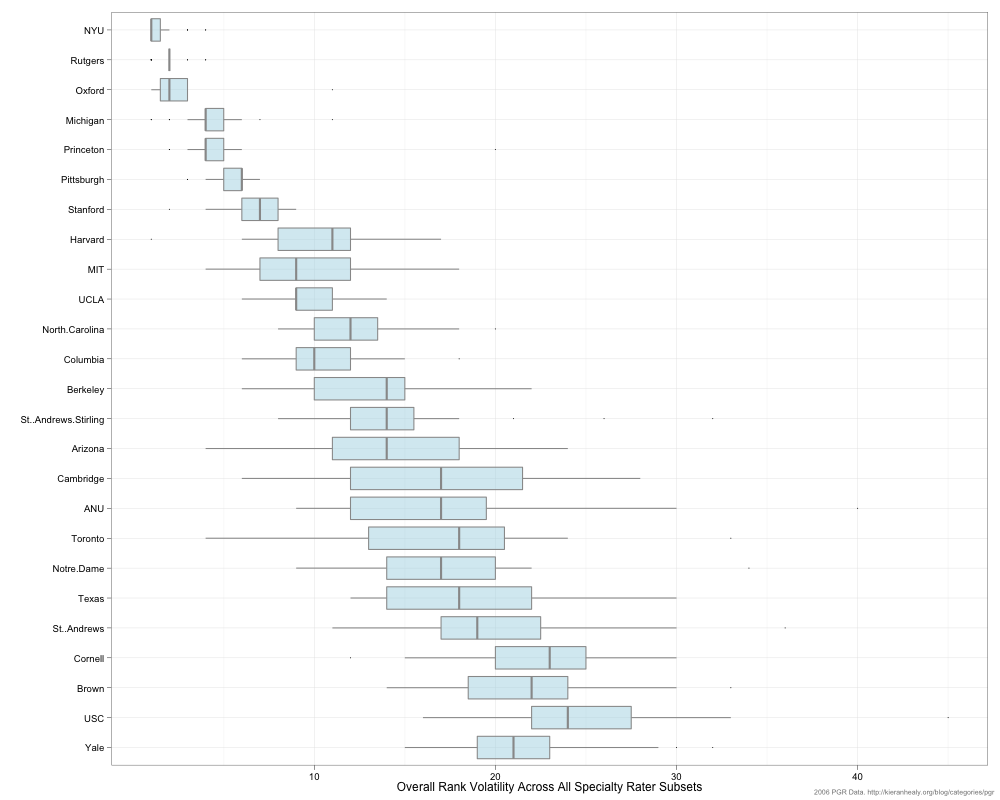 NYU
Rutgers
Oxford
Michigan
Princeton
Pittsburgh
Stanford
Harvard
MIT
UCLA
North.Carolina
Columbia
Berkeley
St..Andrews.Stirling
Arizona
Cambridge
ANU
Toronto
Notre.Dame
Texas
St..Andrews
Cornell
Brown
USC
Yale
10 20 30 40
Overall Rank Volatility Across All Specialty Rater Subsets
2006 PGR Data. http://kieranhealy.org/blog/categories/pgr